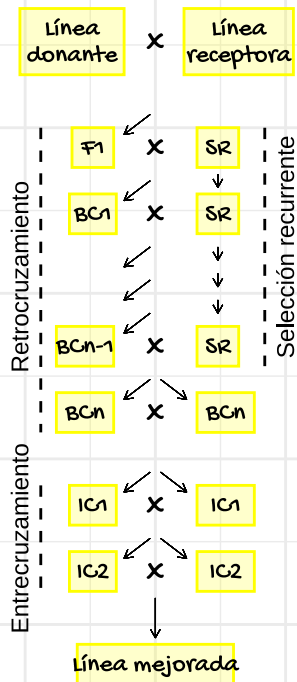 Línea donante x Línea receptora
F1 x SR
BC1 x SR
BCn-1 x SR
BCn x BCn
IC1 x IC1
IC2 x IC2
Línea mejorada
Retrocruzamiento
Selección recurrente
Entrecruzamiento